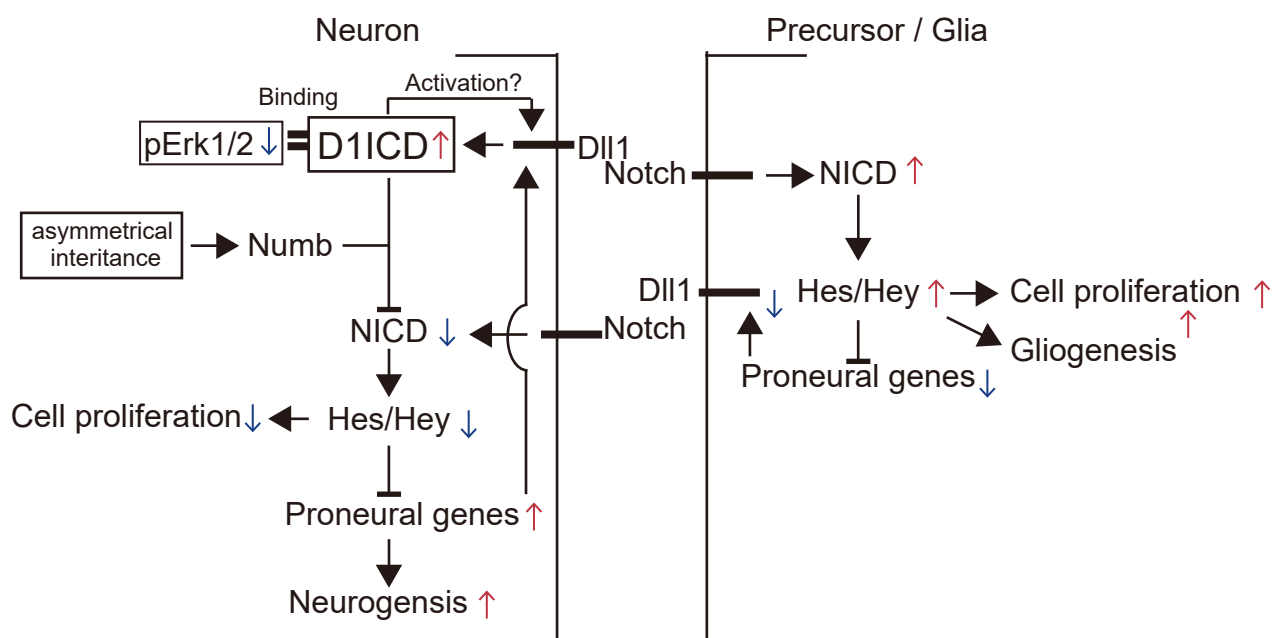 Neuron
Precursor / Glia
Activation?
Binding
pErk1/2 ↓
D1ICD ↑
Dll1
Notch
NICD ↑
asymmetrical
interitance
Numb
Dll1 ↓
Hes/Hey ↑
Cell proliferation ↑
NICD ↓
Notch
Gliogenesis ↑
Proneural genes ↓
Cell proliferation ↓
Hes/Hey ↓
Proneural genes ↑
Neurogensis ↑